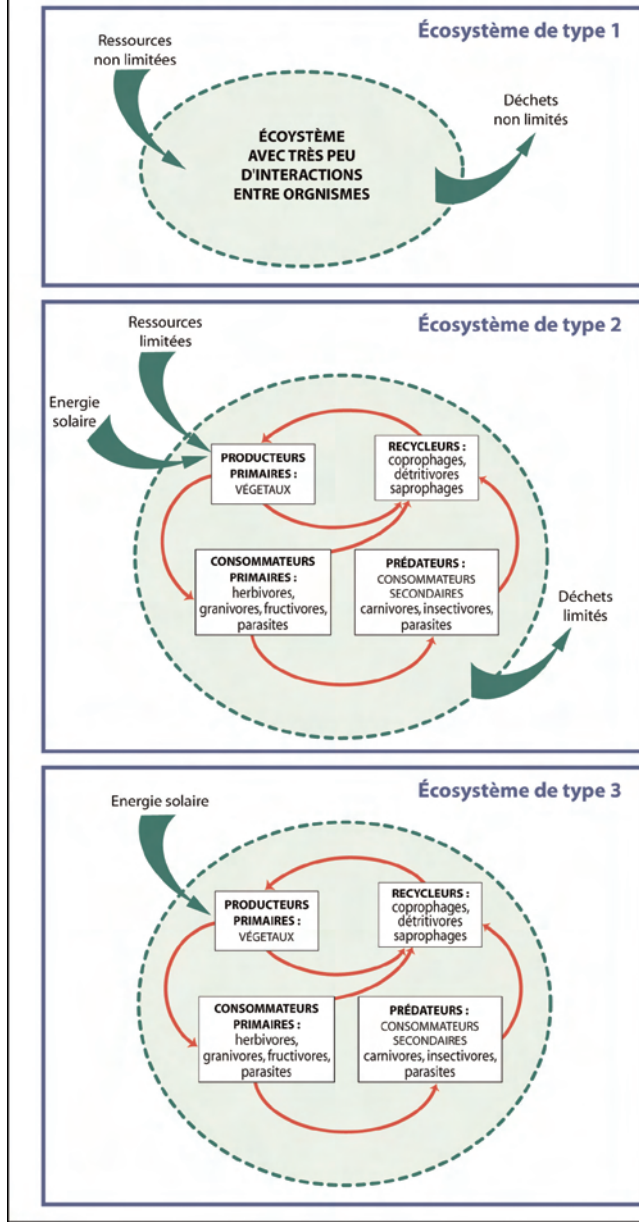 Écosystème de type 1
Ressources
non limitées
Déchets
non limités
ÉCOYSTÈME
AVEC TRÈS PEU
D'INTERACTIONS
ENTRE ORGNISMES
Écosystème de type 2
Ressources
limitées
Energie
solaire
PRODUCTEURS
PRIMAIRES :
VÉGETAUX
RECYCLEURS :
coprophages,
détritivores
saprophages
CONSOMMATEURS
PRIMAIRES :
herbivores,
granivores, fructivores,
parasites
PRÉDATEURS :
CONSOMMATEURS
SECONDAIRES
carnivores, insectivores,
parasites
Déchets
limités
Écosystème de type 3
Energie solaire
PRODUCTEURS
PRIMAIRES :
VÉGETAUX
RECYCLEURS :
coprophages,
détritivores
saprophages
CONSOMMATEURS
PRIMAIRES :
herbivores,
granivores, fructivores,
parasites
PRÉDATEURS :
CONSOMMATEURS
SECONDAIRES
carnivores, insectivores,
parasites